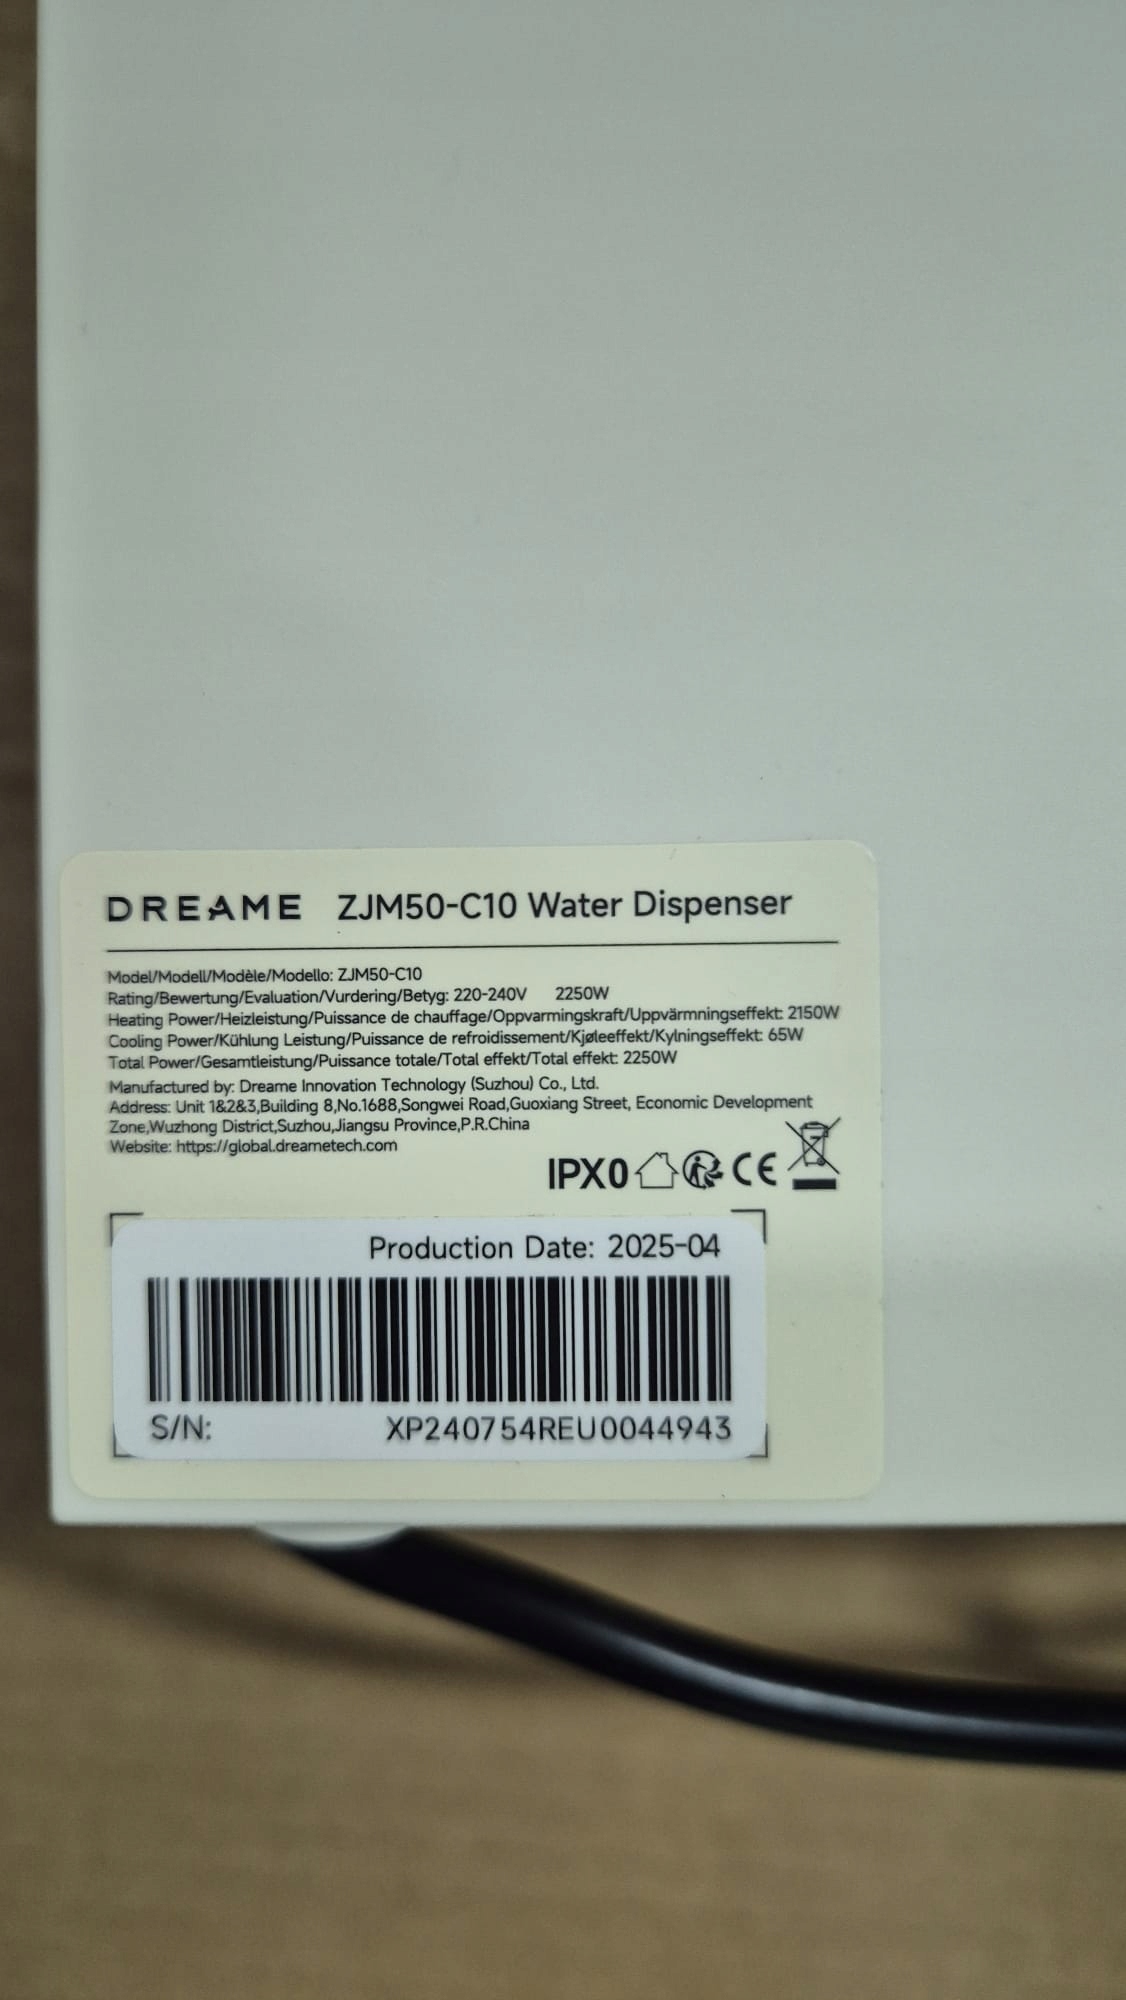 DREAME ZJM50-C10 Water Dispenser
Model/Modell/Modèle/Modello: ZJM50-C10
Rating/Bewertung/Evaluation/Vurdering/Betyg: 220-240V 2250W
Heating Power/Heizleistung/Puissance de chauffage/Oppvarmingskraft/Uppvärmningseffekt: 2150W
Cooling Power/Kühlung Leistung/Puissance de refroidissement/Kjøleeffekt/Kylningseffekt: 65W
Total Power/Gesamtleistung/Puissance totale/Total effekt/Total effekt: 2250W
Manufactured by: Dreame Innovation Technology (Suzhou) Co., Ltd.
Address: Unit 1&2&3,Building 8,No.1688,Songwei Road,Guoxiang Street, Economic Development
Zone,Wuzhong District,Suzhou,Jiangsu Province,P.R.China
Website: https://global.dreametech.com
IPX0 CE
Production Date: 2025-04
S/N: XP240754REU0044943